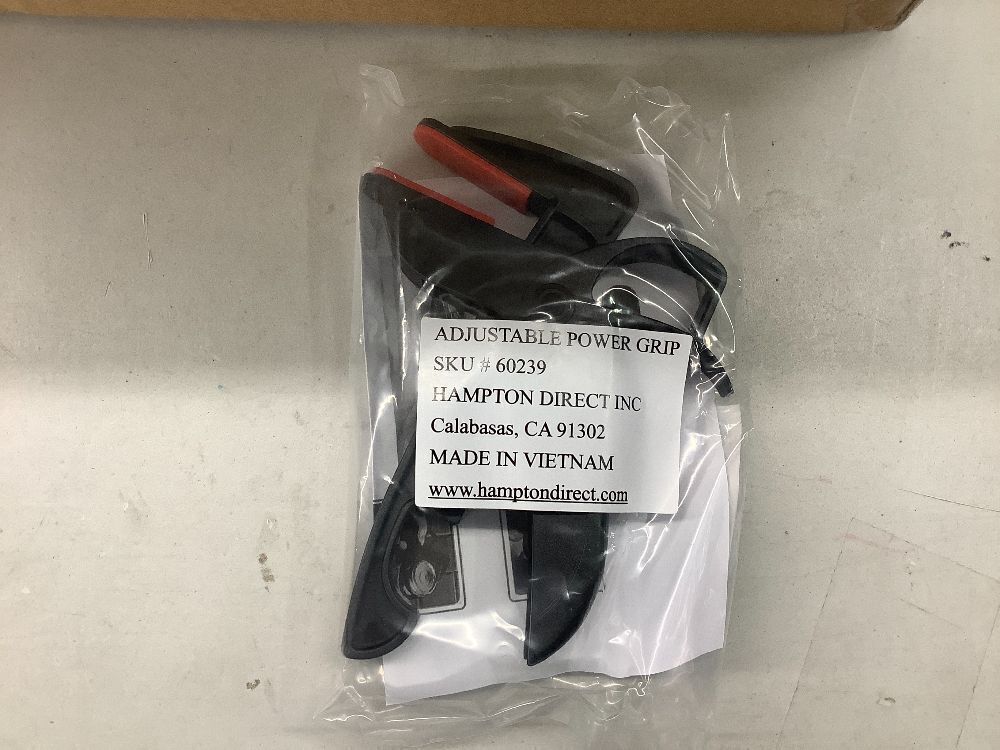 ADJUSTABLE POWER GRIP
SKU # 60239
HAMPTON DIRECT INC
Calabasas, CA 91302
MADE IN VIETNAM
www.hamptondirect.com